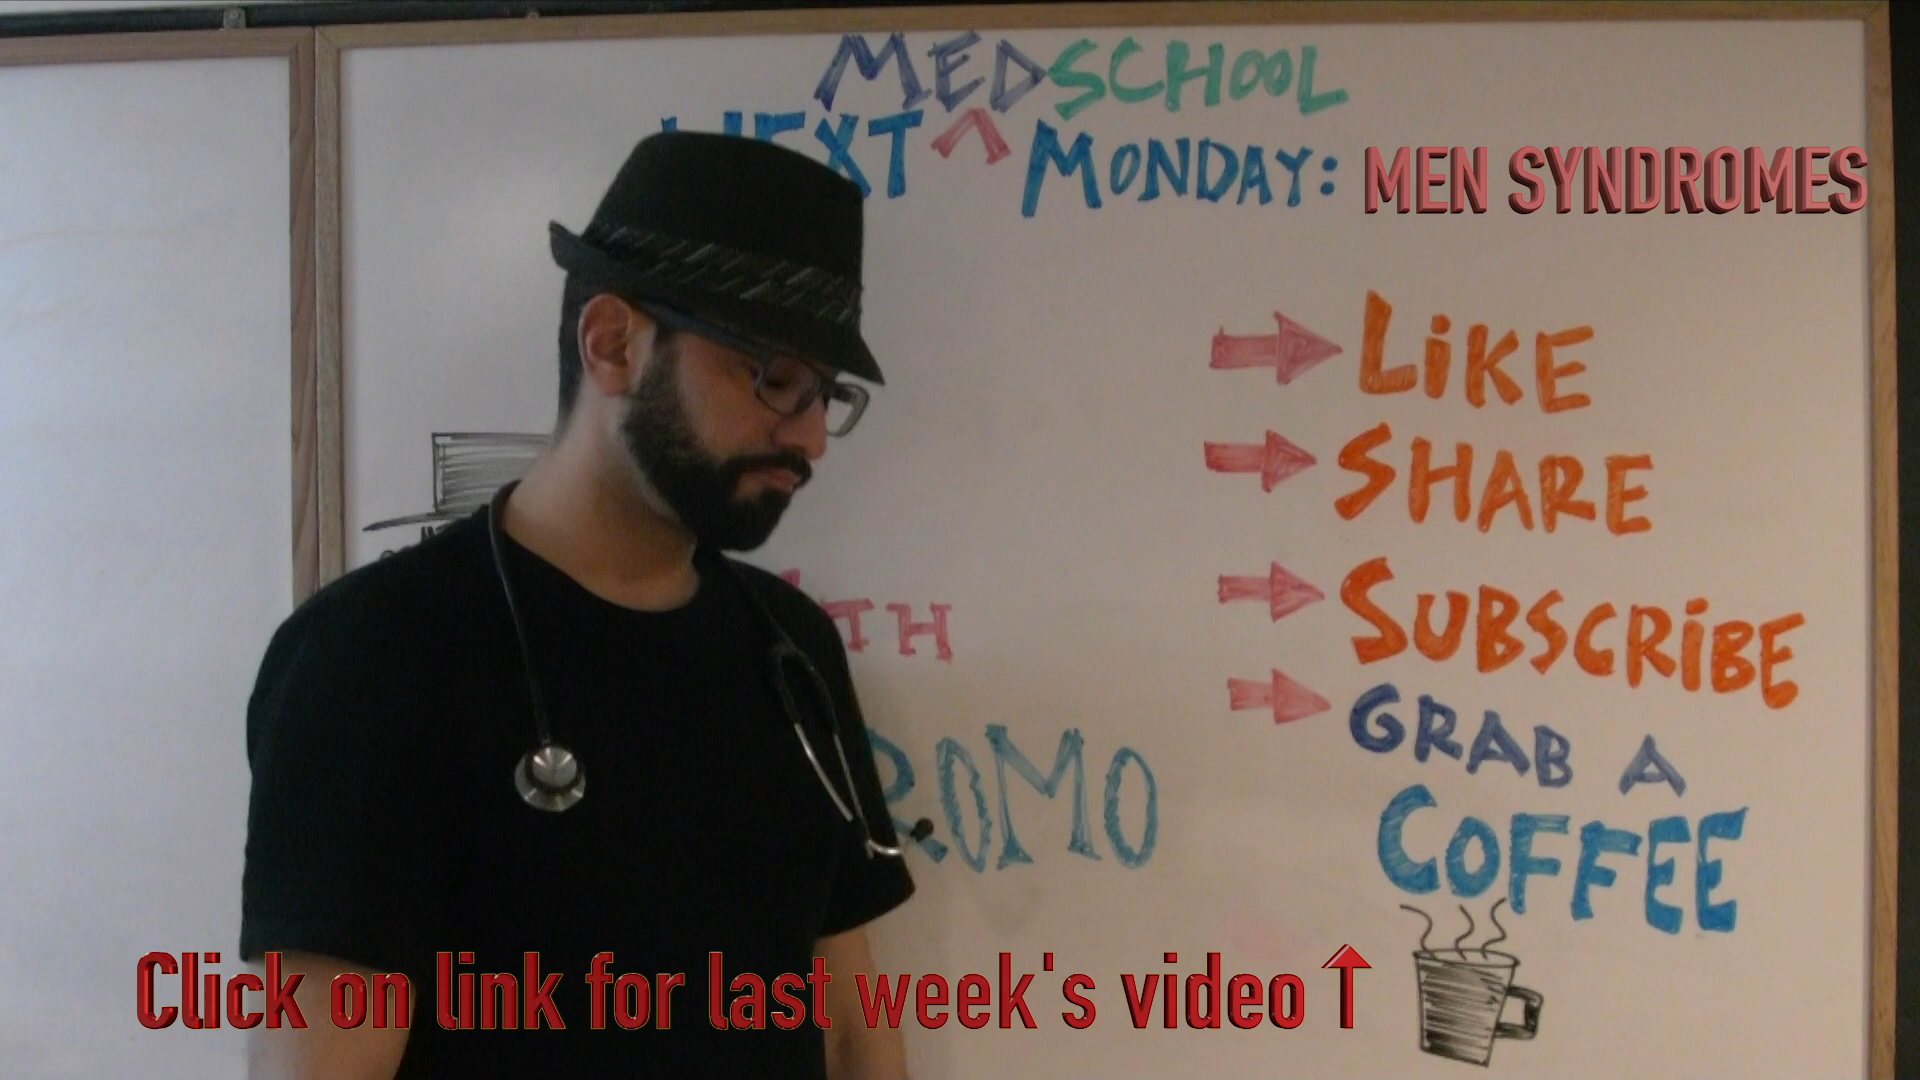 MEDSCHOOL
NEXT ^ MONDAY: MEN SYNDROMES
LiKE
SHARE
SUBSCRiBE
GRAB A
COFFEE
Click on link for last week's video↑